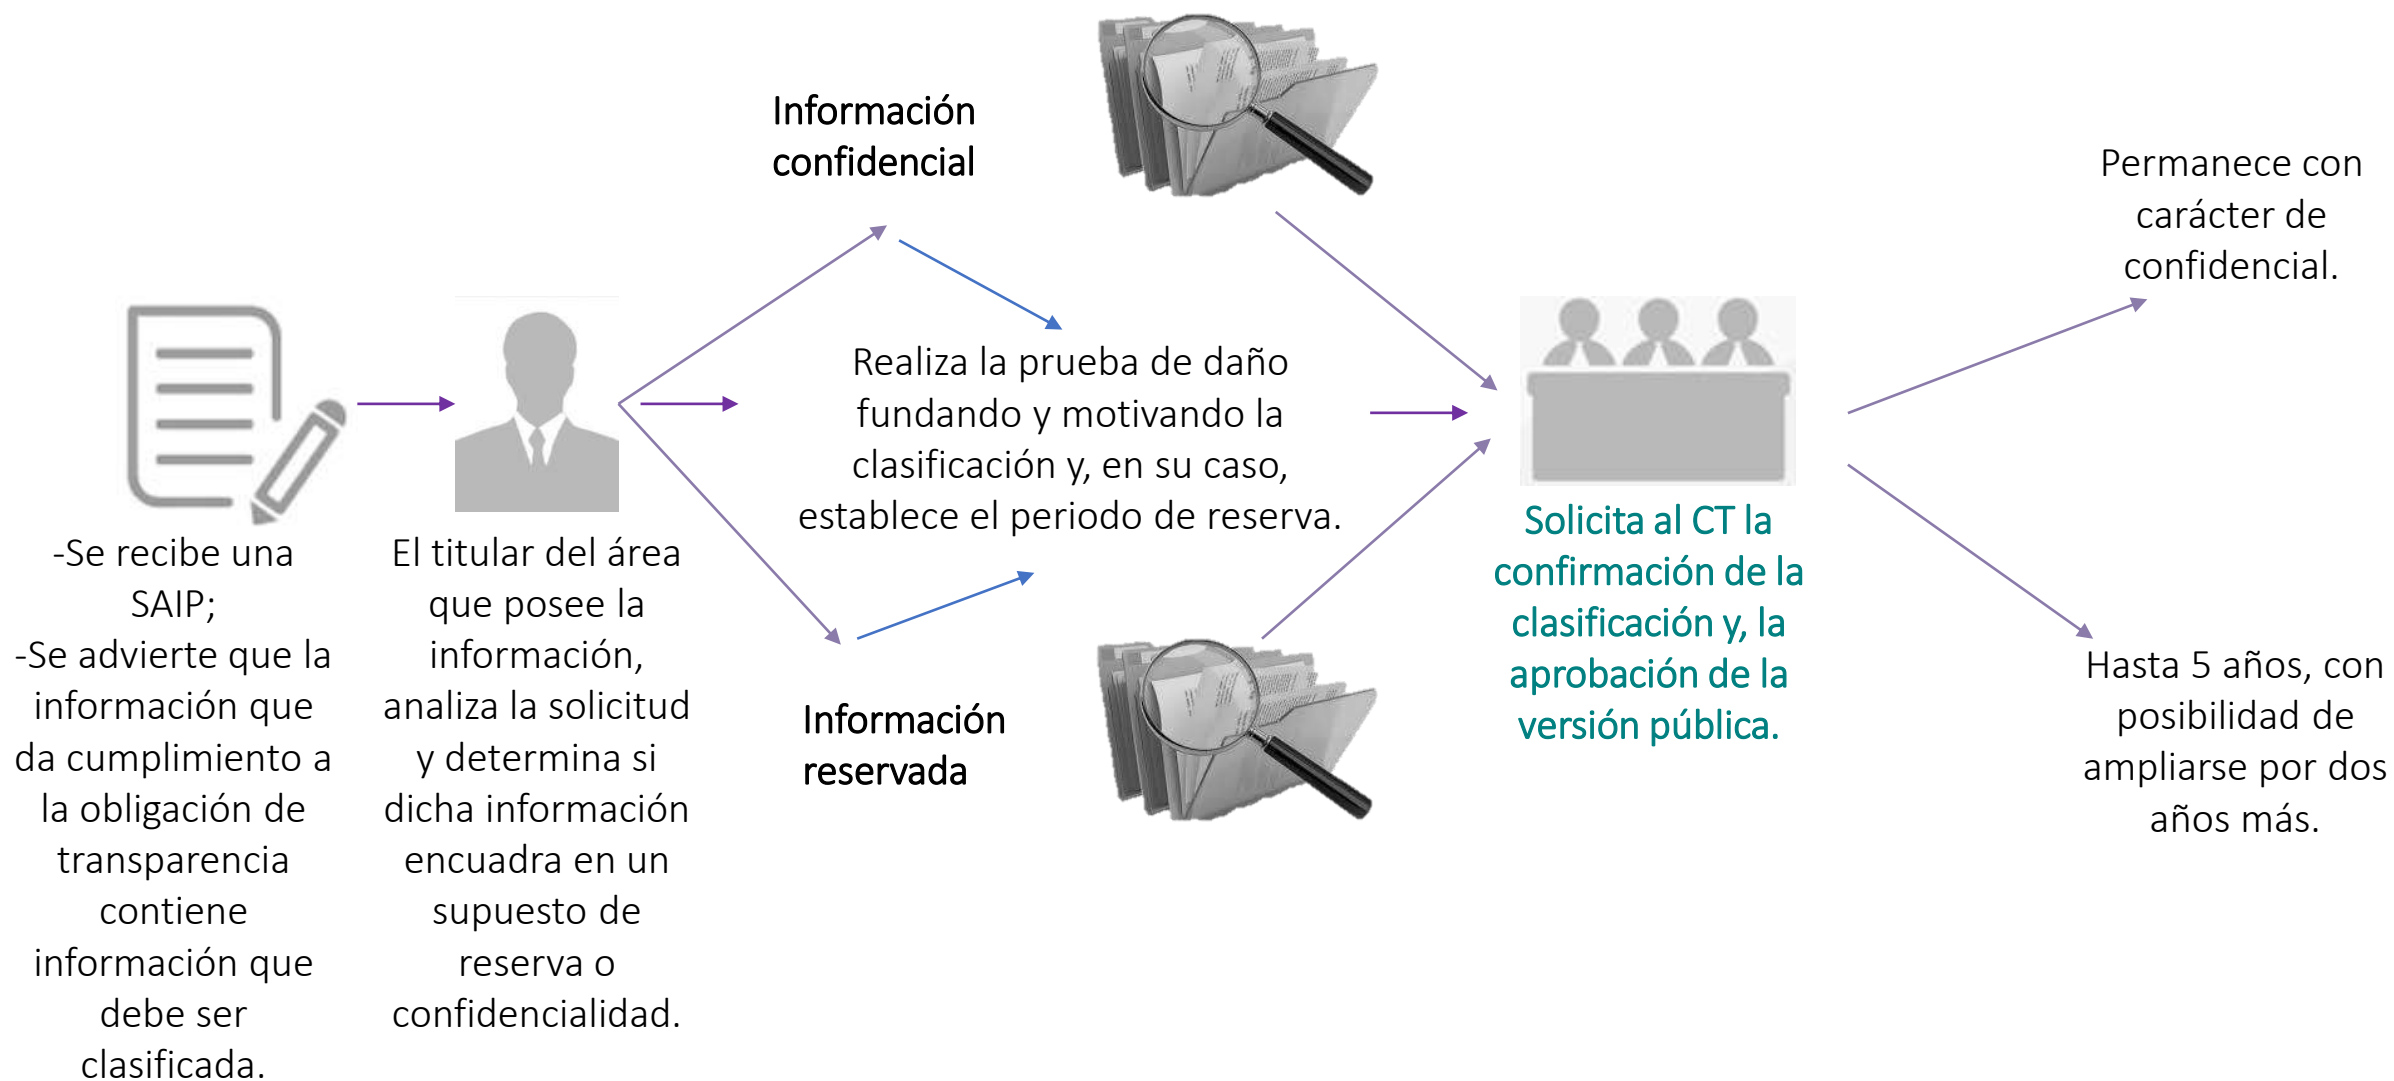 -Se recibe una
SAIP;
-Se advierte que la
información que
da cumplimiento a
la obligación de
transparencia
contiene
información que
debe ser
clasificada.
El titular del área
que posee la
información,
analiza la solicitud
y determina si
dicha información
encuadra en un
supuesto de
reserva o
confidencialidad.
Información
confidencial
Realiza la prueba de daño
fundando y motivando la
clasificación y, en su caso,
establece el periodo de reserva.
Información
reservada
Solicita al CT la
confirmación de la
clasificación y, la
aprobación de la
versión pública.
Permanece con
carácter de
confidencial.
Hasta 5 años, con
posibilidad de
ampliarse por dos
años más.